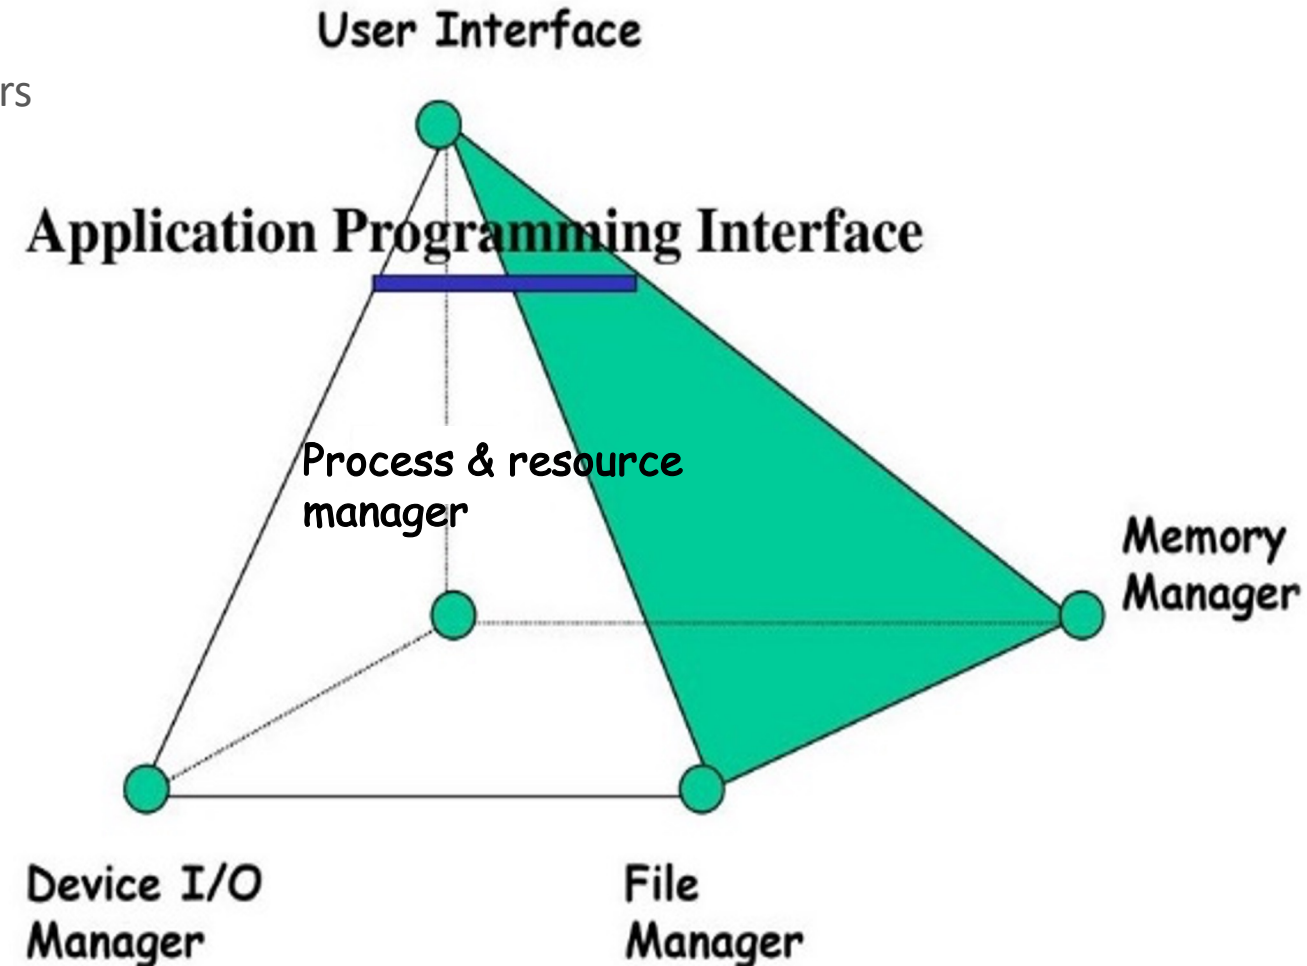 User Interface
rs
Application Programming Interface
Process & resource
manager
Memory
Manager
Device I/O
Manager
File
Manager